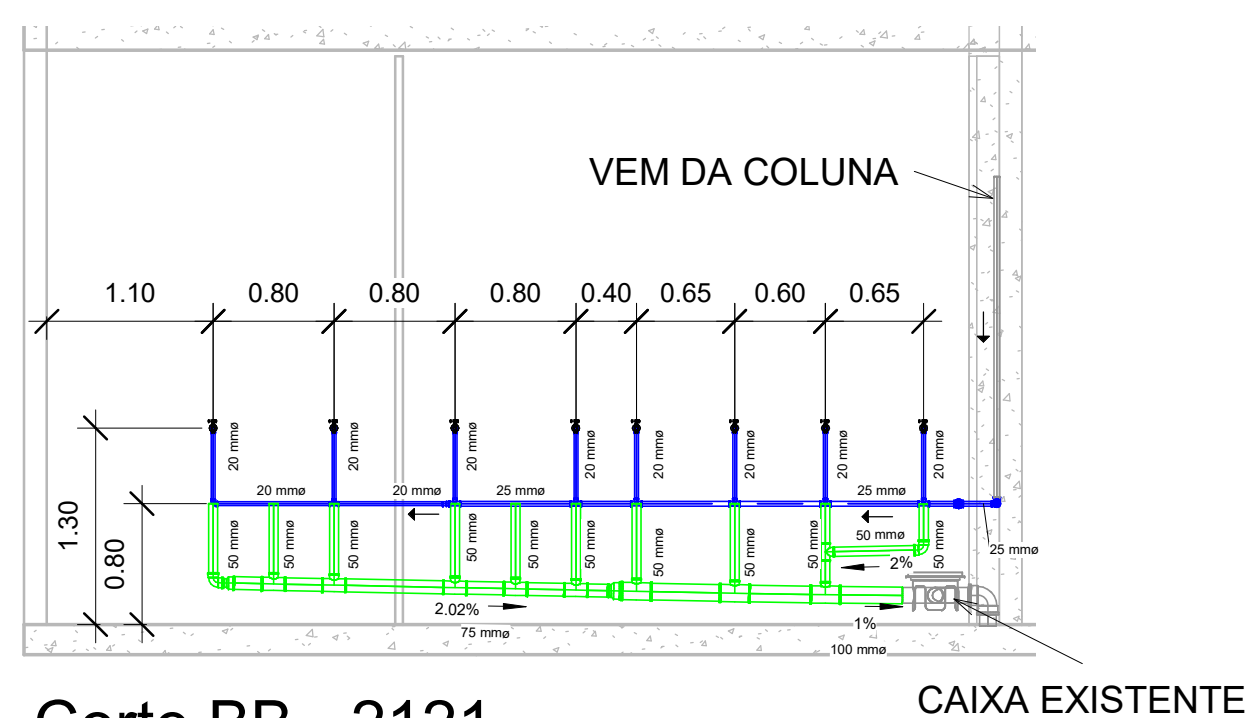 VEM DA COLUNA
1.10 0.80 0.80 0.80 0.40 0.65 0.60 0.65
20 mmø 20 mmø 20 mmø 20 mmø 20 mmø 20 mmø 20 mmø 20 mmø
20 mmø 20 mmø 25 mmø 25 mmø
1.30
0.80
50 mmø 50 mmø 50 mmø 50 mmø 50 mmø 50 mmø 50 mmø 50 mmø 50 mmø 50 mmø
50 mmø
25 mmø
2%
2.02%
1%
75 mmø
100 mmø
CAIXA EXISTENTE
Corte BB - 2121